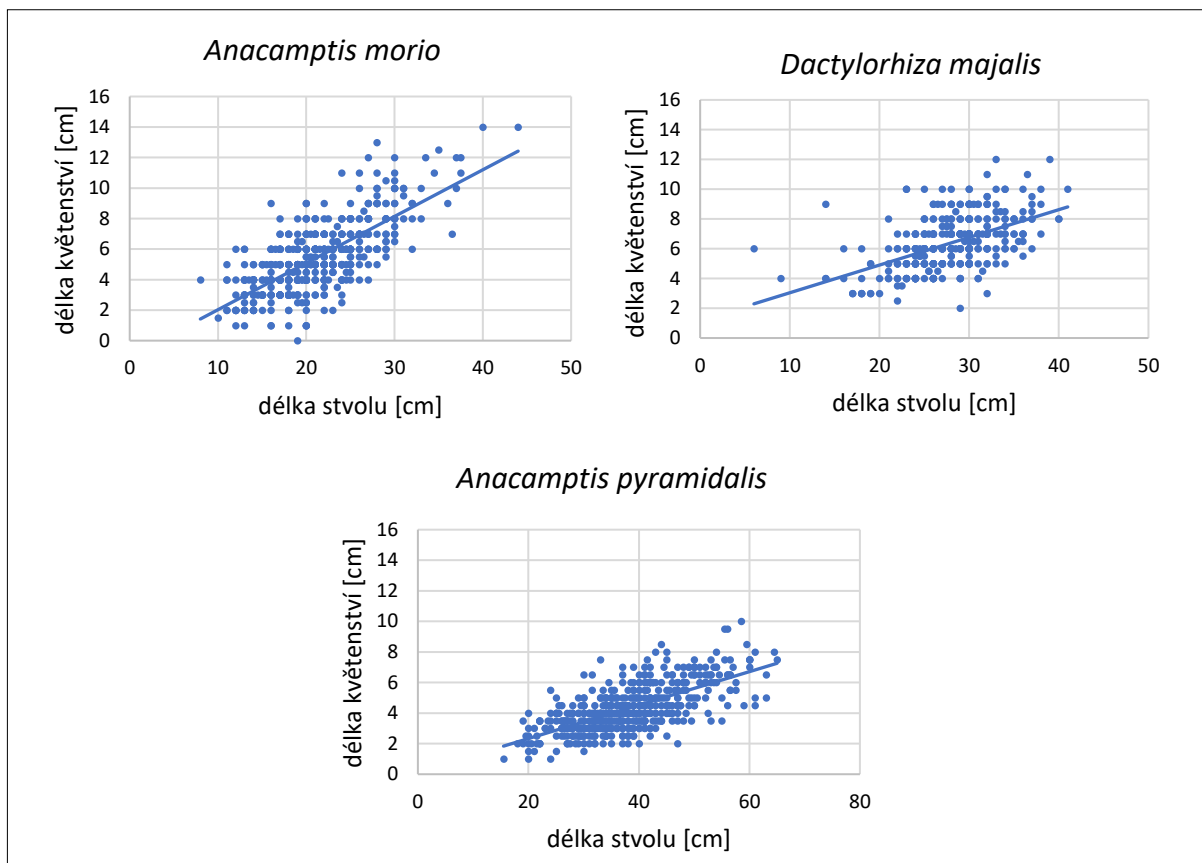 Anacamptis morio
16
14
12
10
8
6
4
2
0
0 10 20 30 40 50
délka květenství [cm]
délka stvolu [cm]
Dactylorhiza majalis
16
14
12
10
8
6
4
2
0
0 10 20 30 40 50
délka květenství [cm]
délka stvolu [cm]
Anacamptis pyramidalis
16
14
12
10
8
6
4
2
0
0 20 40 60 80
délka květenství [cm]
délka stvolu [cm]